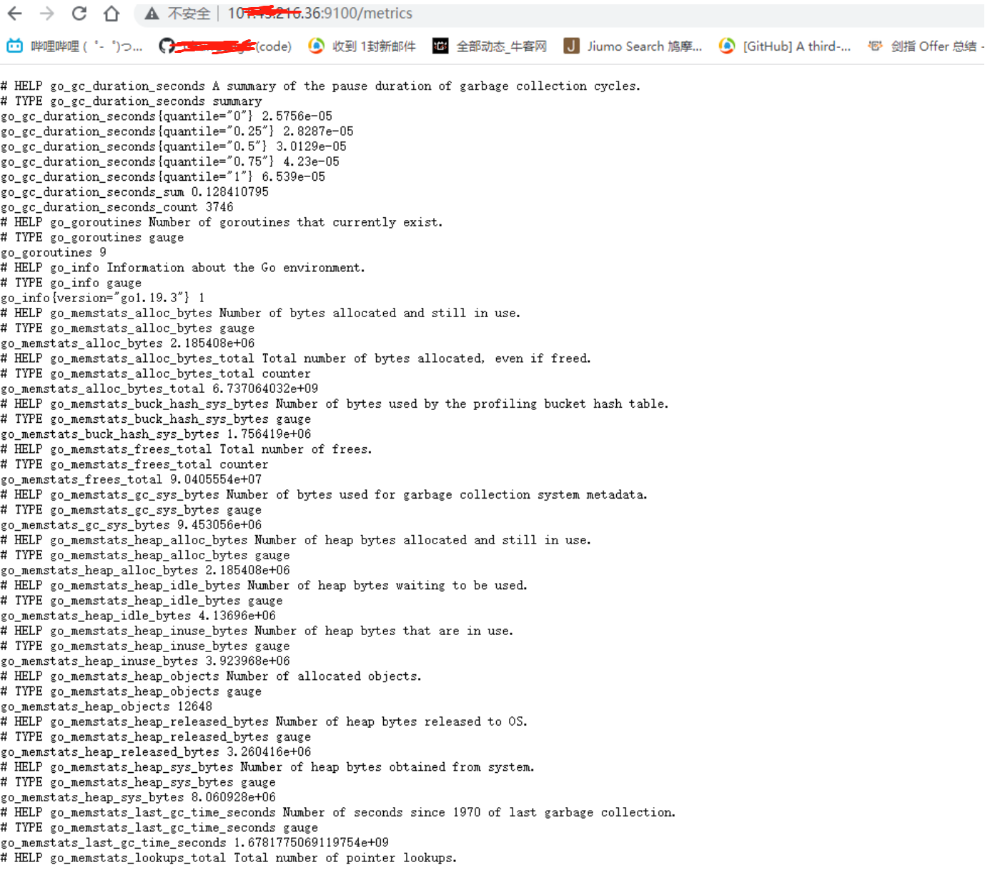 不安全 | .36:9100/metrics
哔哩哔哩 ( ゜- ゜)つ... (code) 收到 1封新邮件 全部动态_牛客网 J Jiumo Search 鸠摩... [GitHub] A third-... 剑指 Offer 总结 -
# HELP go_gc_duration_seconds A summary of the pause duration of garbage collection cycles.
# TYPE go_gc_duration_seconds summary
go_gc_duration_seconds{quantile="0"} 2.5756e-05
go_gc_duration_seconds{quantile="0.25"} 2.8287e-05
go_gc_duration_seconds{quantile="0.5"} 3.0129e-05
go_gc_duration_seconds{quantile="0.75"} 4.23e-05
go_gc_duration_seconds{quantile="1"} 6.539e-05
go_gc_duration_seconds_sum 0.128410795
go_gc_duration_seconds_count 3746
# HELP go_goroutines Number of goroutines that currently exist.
# TYPE go_goroutines gauge
go_goroutines 9
# HELP go_info Information about the Go environment.
# TYPE go_info gauge
go_info{version="go1.19.3"} 1
# HELP go_memstats_alloc_bytes Number of bytes allocated and still in use.
# TYPE go_memstats_alloc_bytes gauge
go_memstats_alloc_bytes 2.185408e+06
# HELP go_memstats_alloc_bytes_total Total number of bytes allocated, even if freed.
# TYPE go_memstats_alloc_bytes_total counter
go_memstats_alloc_bytes_total 6.737064032e+09
# HELP go_memstats_buck_hash_sys_bytes Number of bytes used by the profiling bucket hash table.
# TYPE go_memstats_buck_hash_sys_bytes gauge
go_memstats_buck_hash_sys_bytes 1.756419e+06
# HELP go_memstats_frees_total Total number of frees.
# TYPE go_memstats_frees_total counter
go_memstats_frees_total 9.0405554e+07
# HELP go_memstats_gc_sys_bytes Number of bytes used for garbage collection system metadata.
# TYPE go_memstats_gc_sys_bytes gauge
go_memstats_gc_sys_bytes 9.453056e+06
# HELP go_memstats_heap_alloc_bytes Number of heap bytes allocated and still in use.
# TYPE go_memstats_heap_alloc_bytes gauge
go_memstats_heap_alloc_bytes 2.185408e+06
# HELP go_memstats_heap_idle_bytes Number of heap bytes waiting to be used.
# TYPE go_memstats_heap_idle_bytes gauge
go_memstats_heap_idle_bytes 4.13696e+06
# HELP go_memstats_heap_inuse_bytes Number of heap bytes that are in use.
# TYPE go_memstats_heap_inuse_bytes gauge
go_memstats_heap_inuse_bytes 3.923968e+06
# HELP go_memstats_heap_objects Number of allocated objects.
# TYPE go_memstats_heap_objects gauge
go_memstats_heap_objects 12648
# HELP go_memstats_heap_released_bytes Number of heap bytes released to OS.
# TYPE go_memstats_heap_released_bytes gauge
go_memstats_heap_released_bytes 3.260416e+06
# HELP go_memstats_heap_sys_bytes Number of heap bytes obtained from system.
# TYPE go_memstats_heap_sys_bytes gauge
go_memstats_heap_sys_bytes 8.060928e+06
# HELP go_memstats_last_gc_time_seconds Number of seconds since 1970 of last garbage collection.
# TYPE go_memstats_last_gc_time_seconds gauge
go_memstats_last_gc_time_seconds 1.6781775069119754e+09
# HELP go_memstats_lookups_total Total number of pointer lookups.